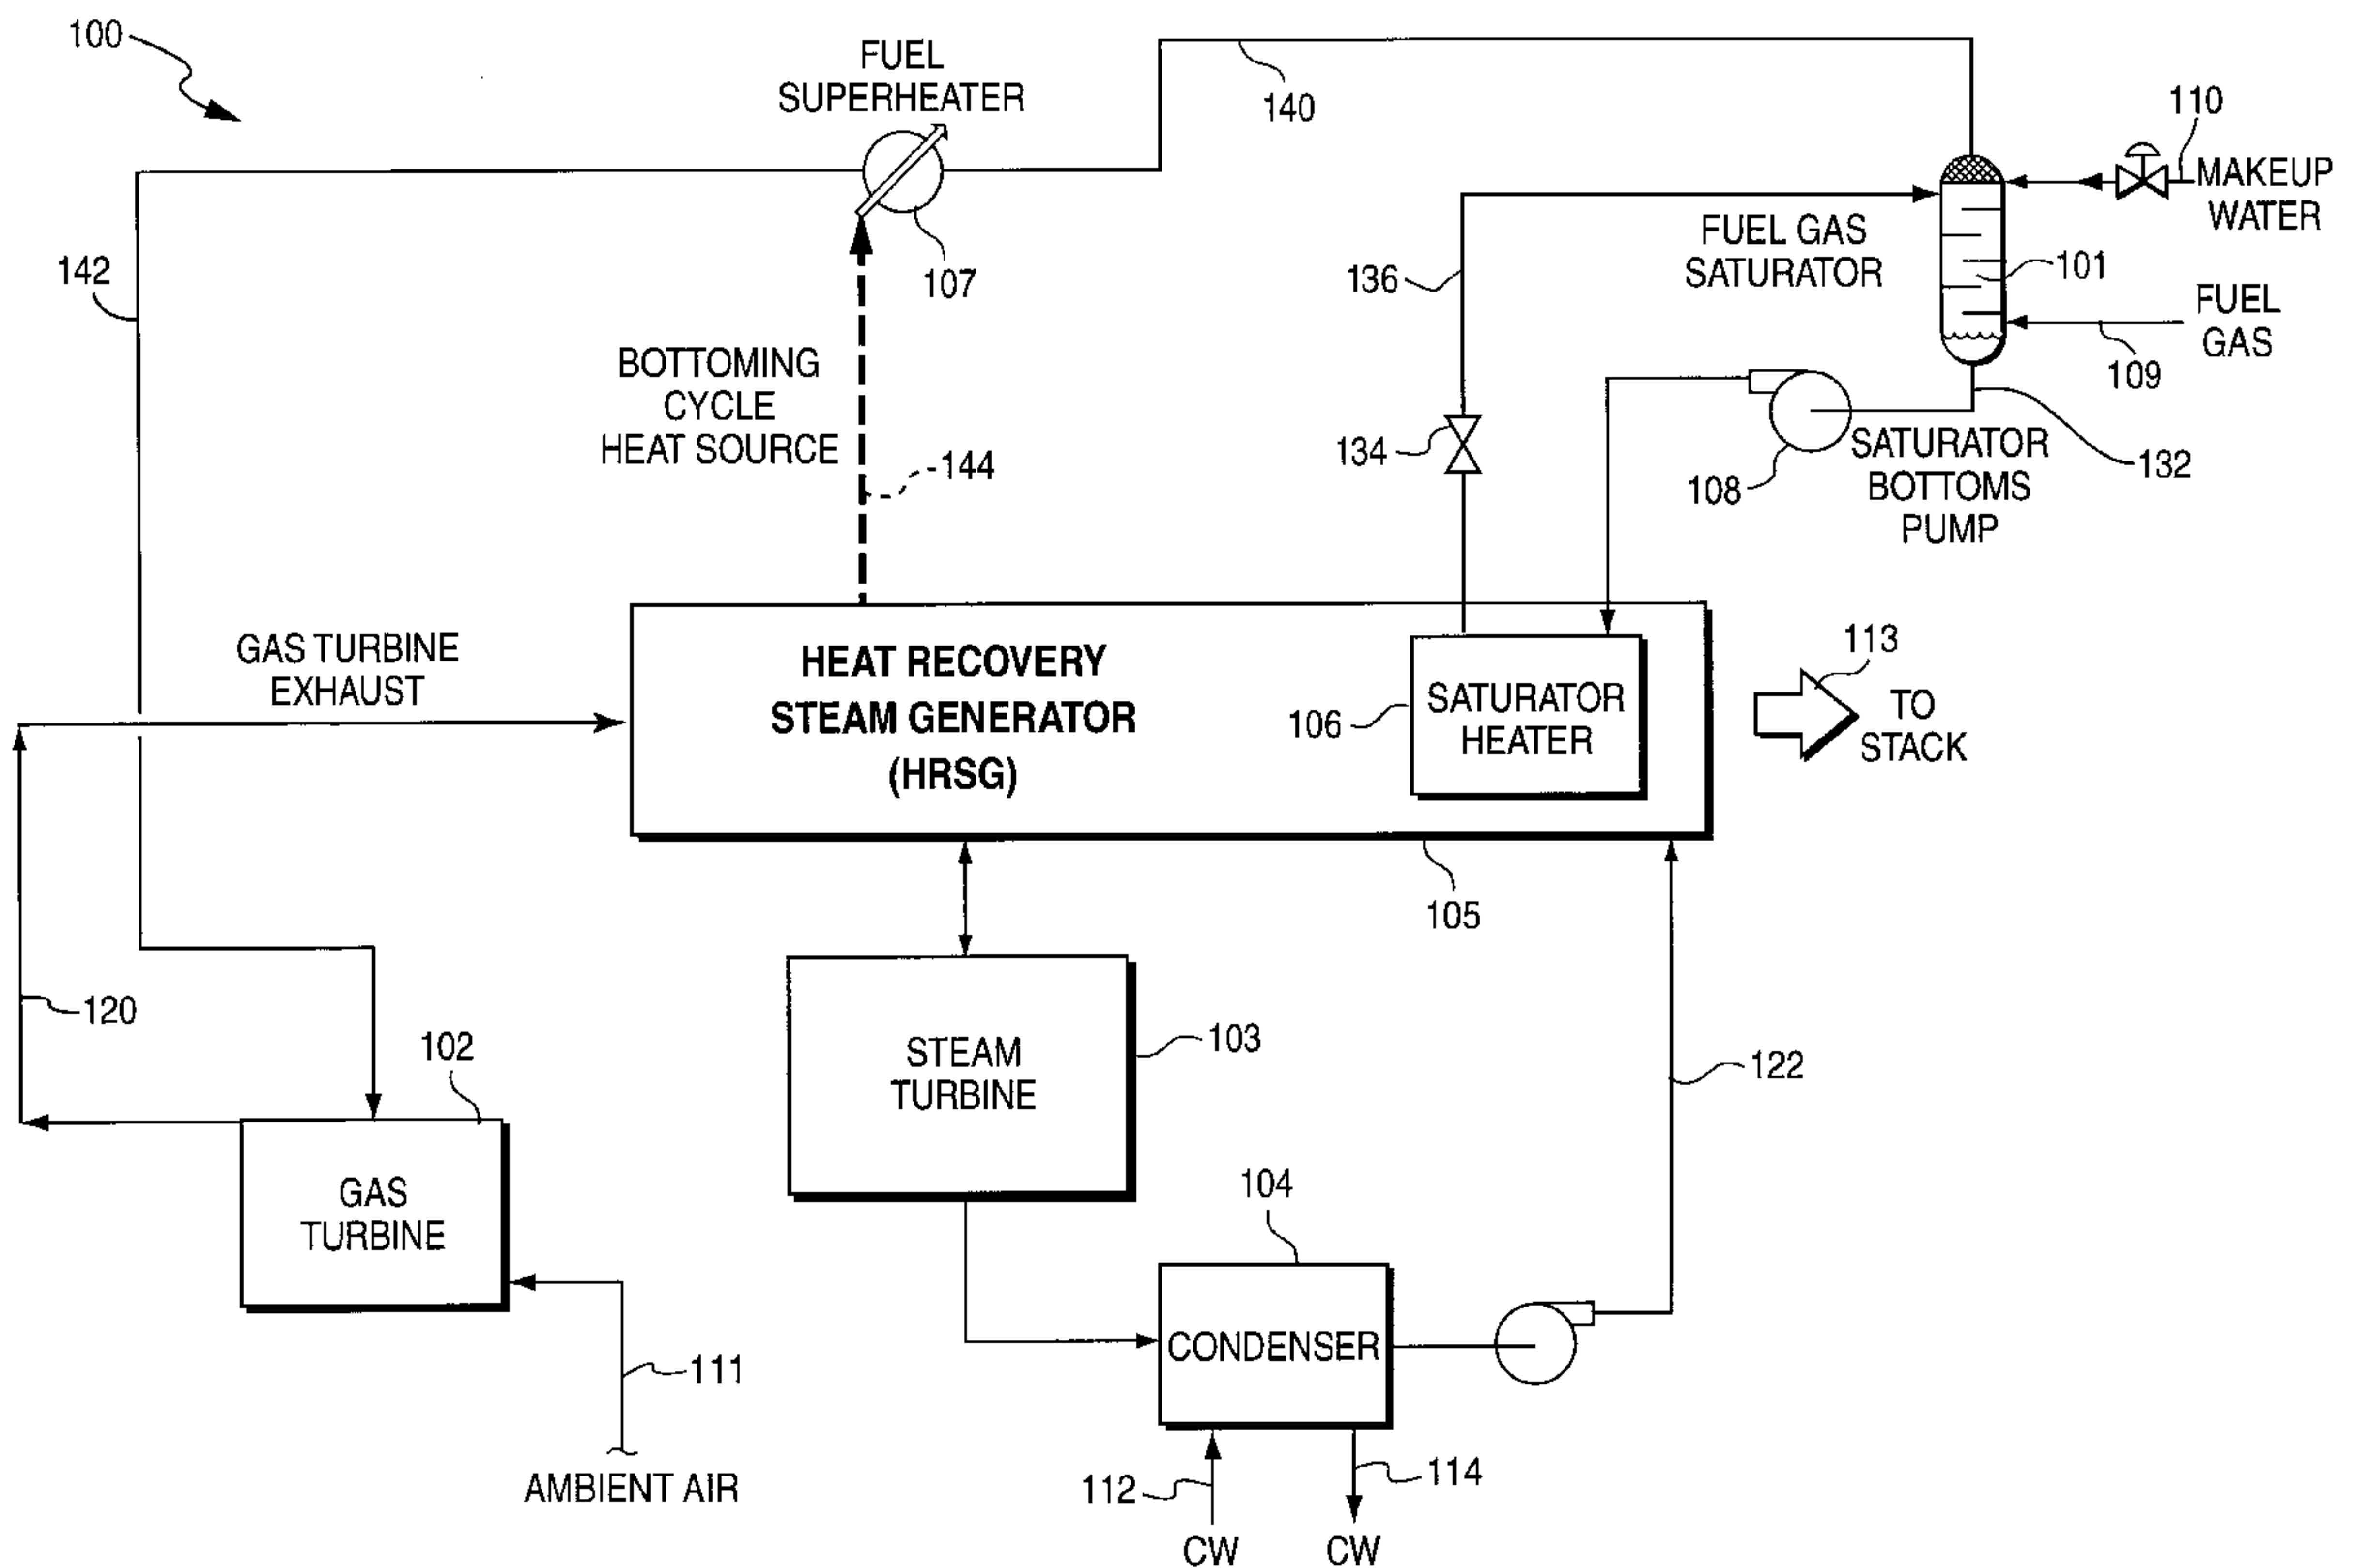 100
FUEL
SUPERHEATER
140
110
MAKEUP
WATER
142
107
136
FUEL GAS
SATURATOR
101
FUEL
GAS
109
BOTTOMING
CYCLE
HEAT SOURCE
144
134
108
SATURATOR
BOTTOMS
PUMP
132
GAS TURBINE
EXHAUST
HEAT RECOVERY
STEAM GENERATOR
(HRSG)
106
SATURATOR
HEATER
113
TO
STACK
105
120
102
GAS
TURBINE
STEAM
TURBINE
103
122
104
CONDENSER
111
AMBIENT AIR
112
114
CW
CW